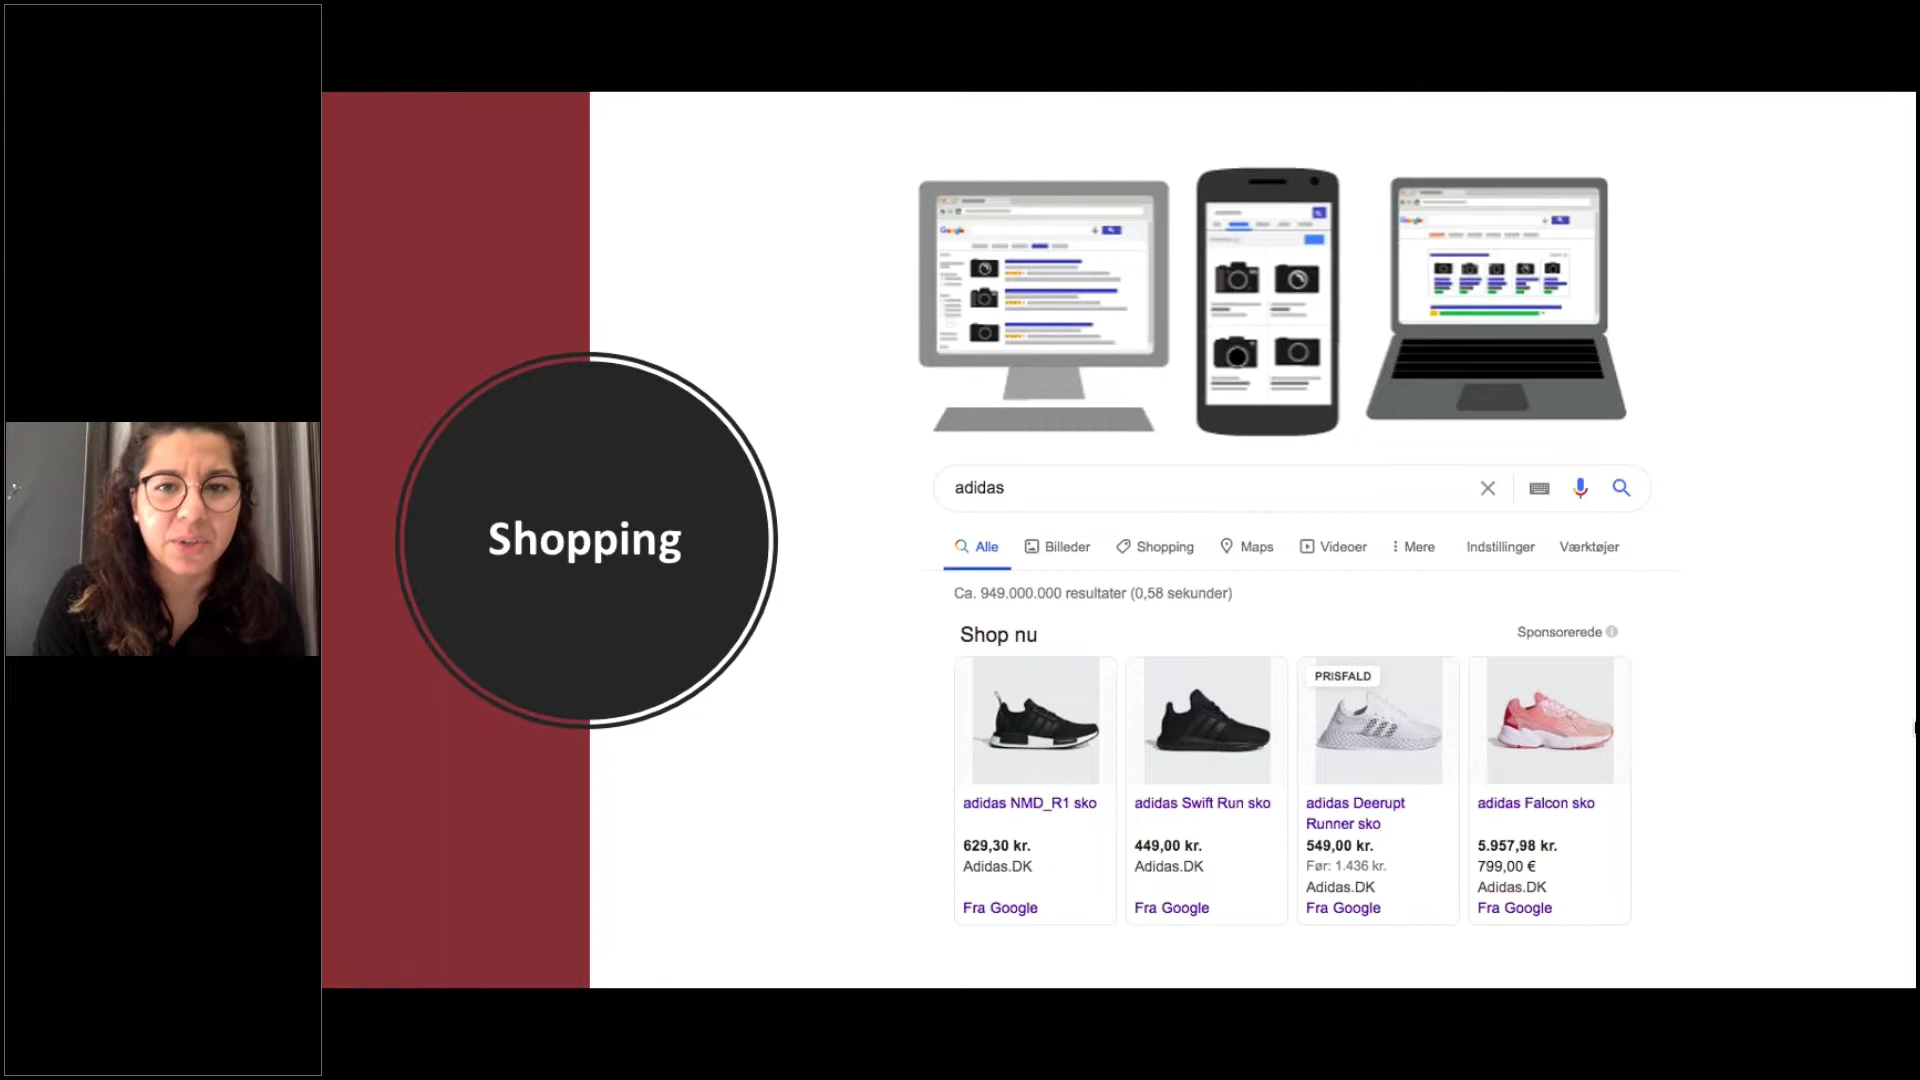 Shopping
Google
Google
adidas
Alle Billeder Shopping Maps Videoer Mere Indstillinger Værktøjer
Ca. 949.000.000 resultater (0,58 sekunder)
Shop nu
Sponsorerede
PRISFALD
adidas NMD_R1 sko
629,30 kr.
Adidas.DK
Fra Google
adidas Swift Run sko
449,00 kr.
Adidas.DK
Fra Google
adidas Deerupt
Runner sko
549,00 kr.
Før: 1.436 kr.
Adidas.DK
Fra Google
adidas Falcon sko
5.957,98 kr.
799,00 €
Adidas.DK
Fra Google